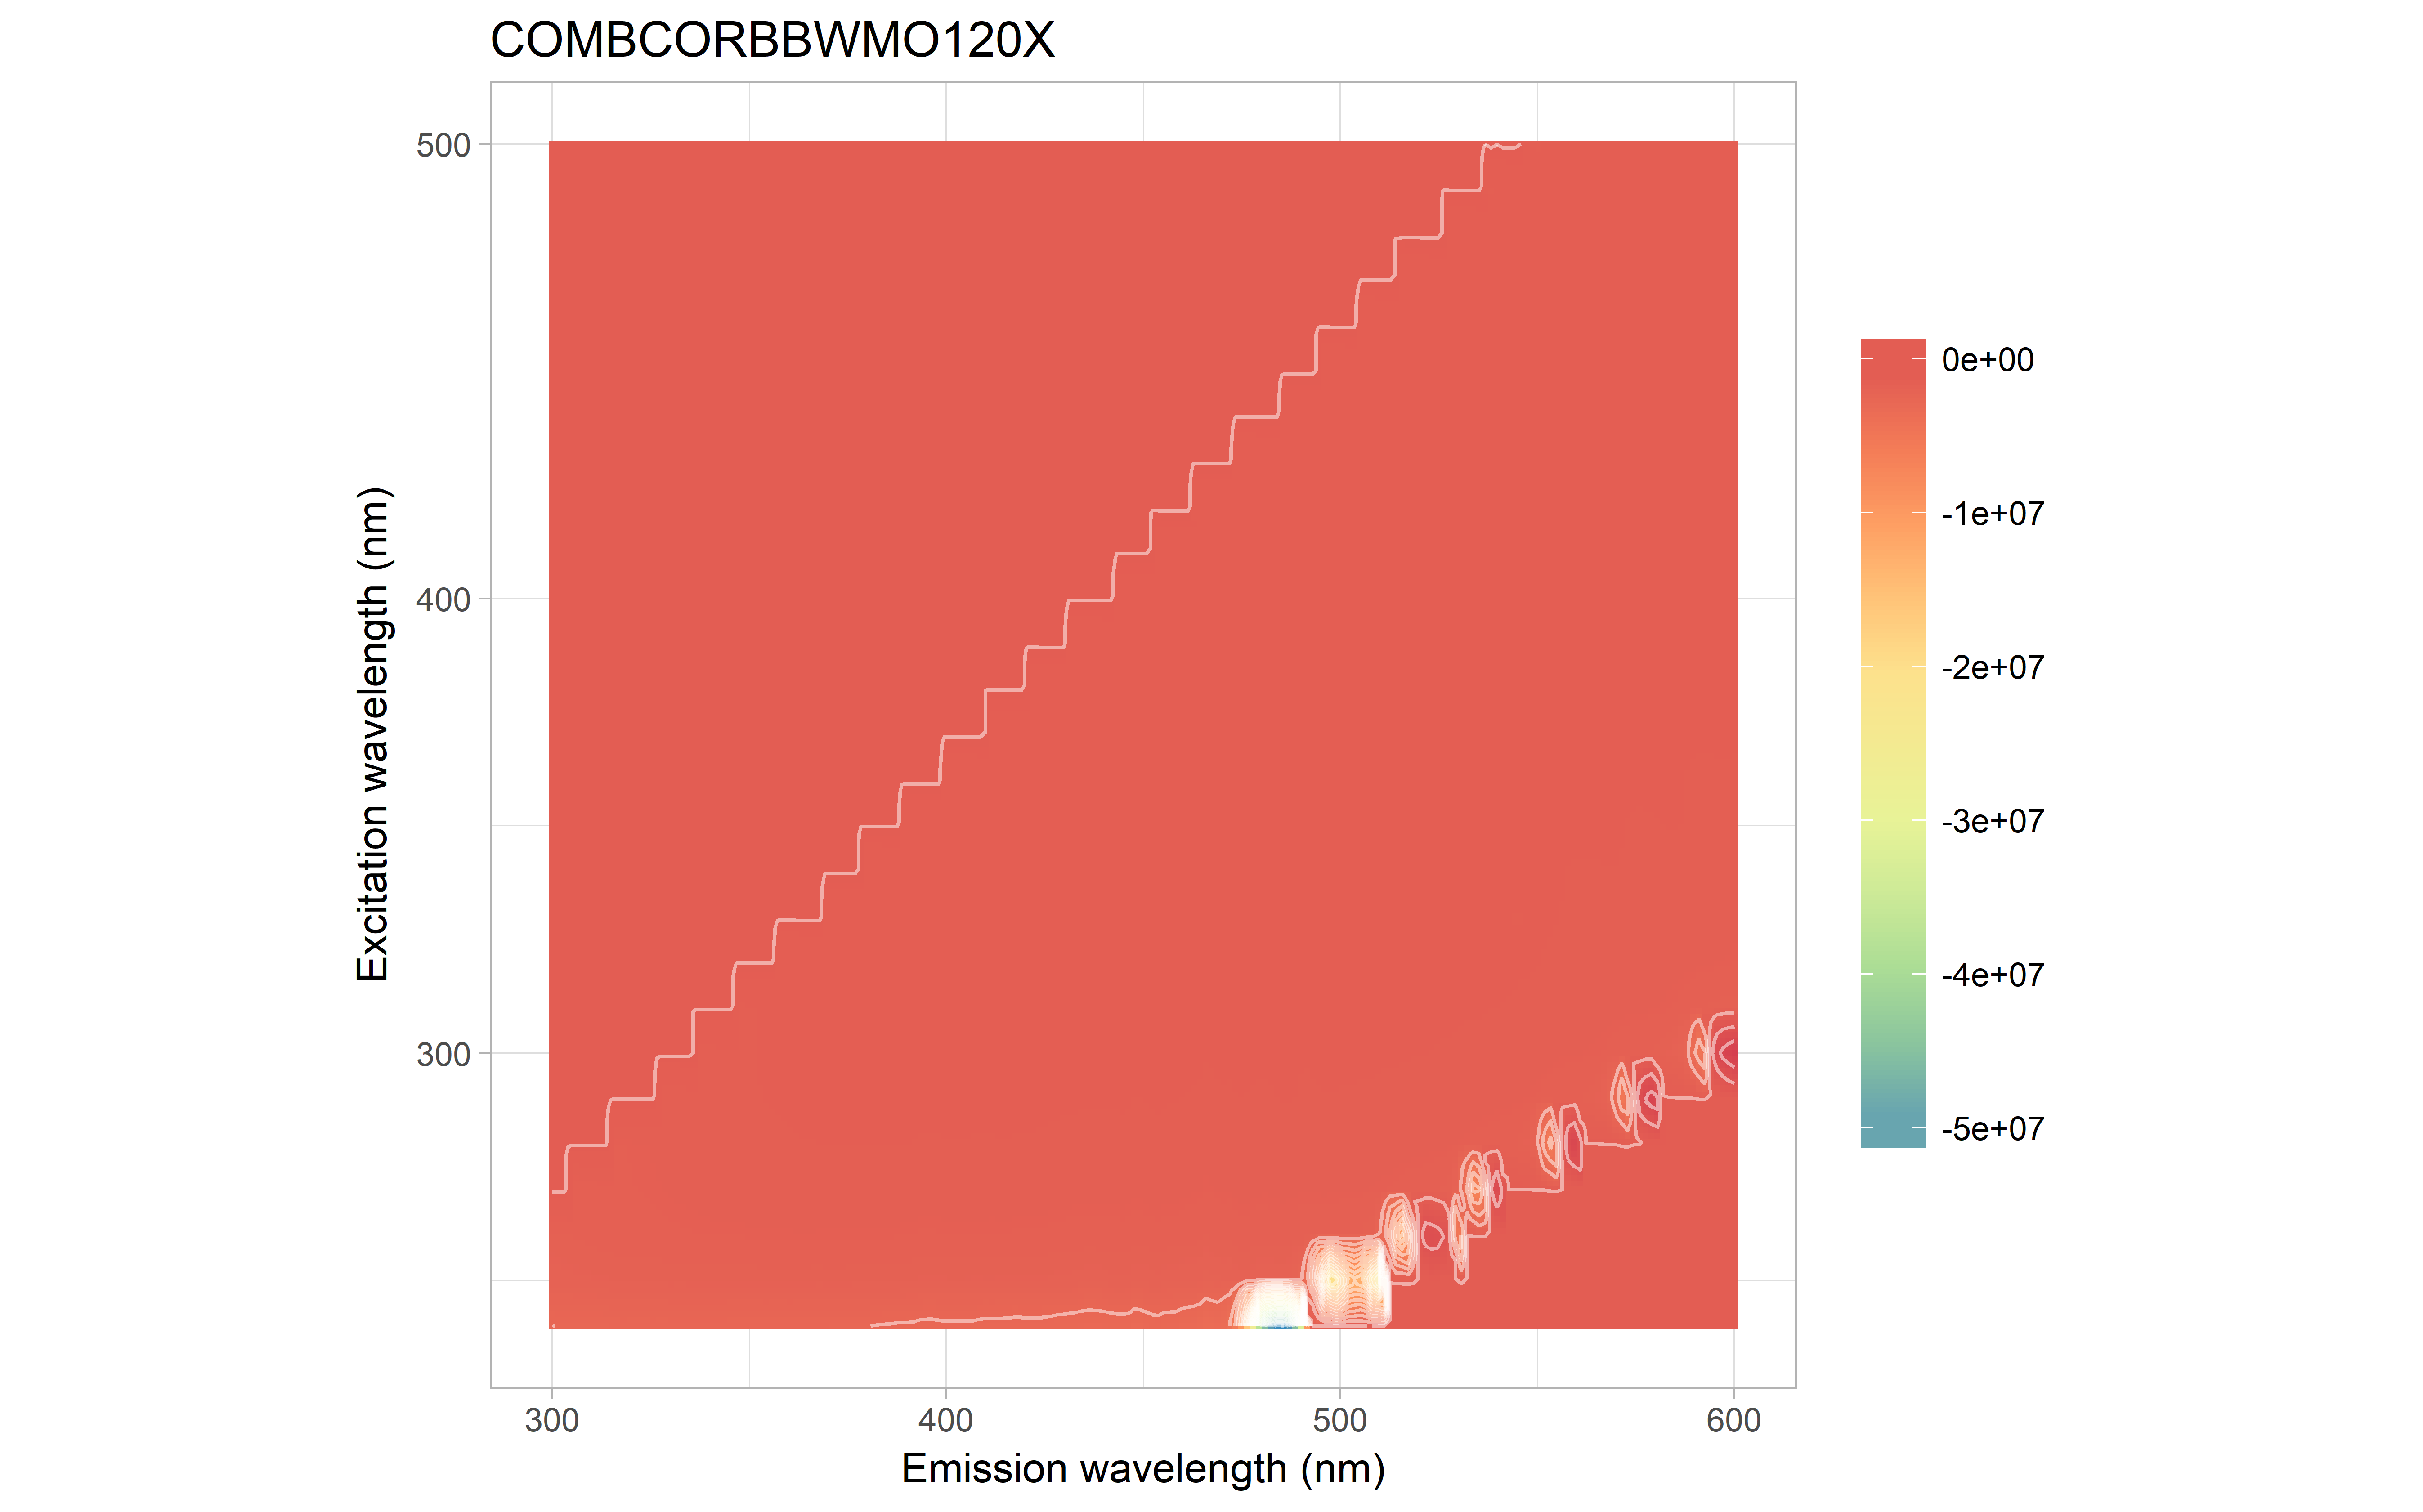 COMBCORBBWMO120X
Excitation wavelength (nm)
500
400
300
300
400
500
600
Emission wavelength (nm)
0e+00
-1e+07
-2e+07
-3e+07
-4e+07
-5e+07